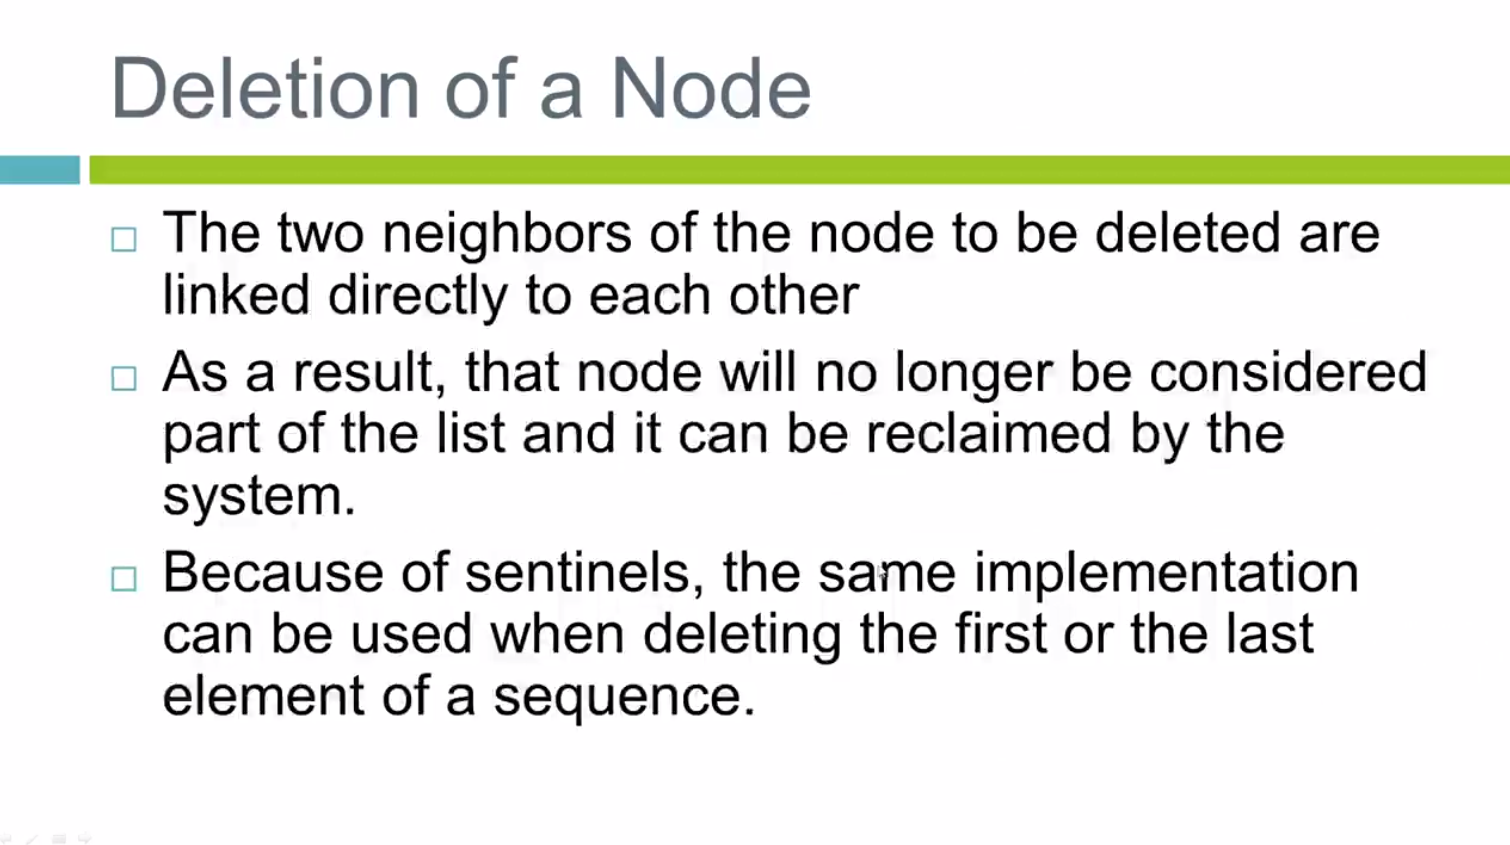 Deletion of a Node
The two neighbors of the node to be deleted are
linked directly to each other
As a result, that node will no longer be considered
part of the list and it can be reclaimed by the
system.
Because of sentinels, the same implementation
can be used when deleting the first or the last
element of a sequence.